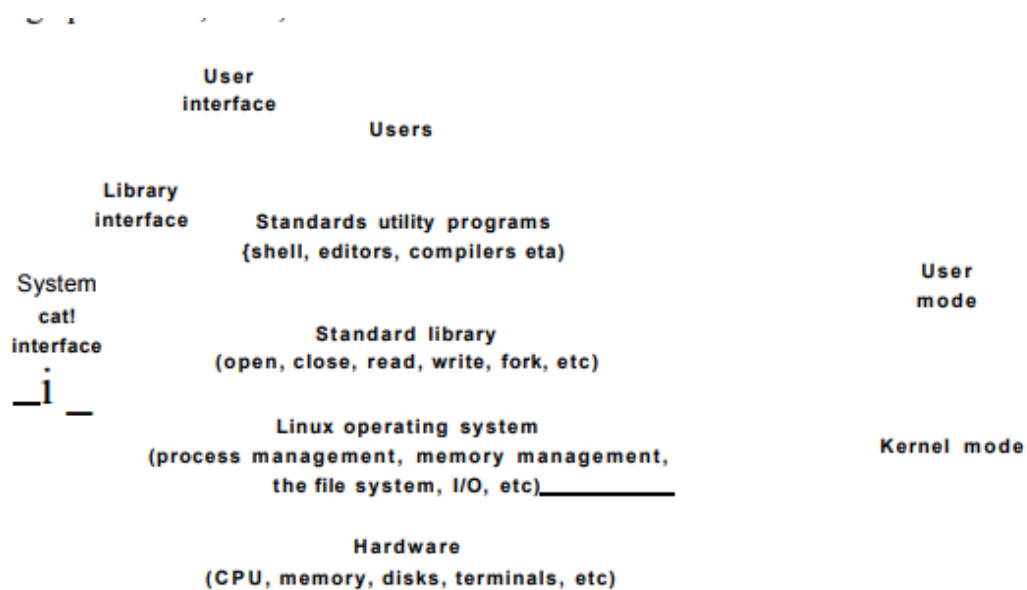 User
interface
Users
Library
interface
Standards utility programs
{shell, editors, compilers eta)
System
cat!
interface
User
mode
Standard library
(open, close, read, write, fork, etc)
_i _
Linux operating system
(process management, memory management,
the file system, I/O, etc)
Kernel mode
Hardware
(CPU, memory, disks, terminals, etc)